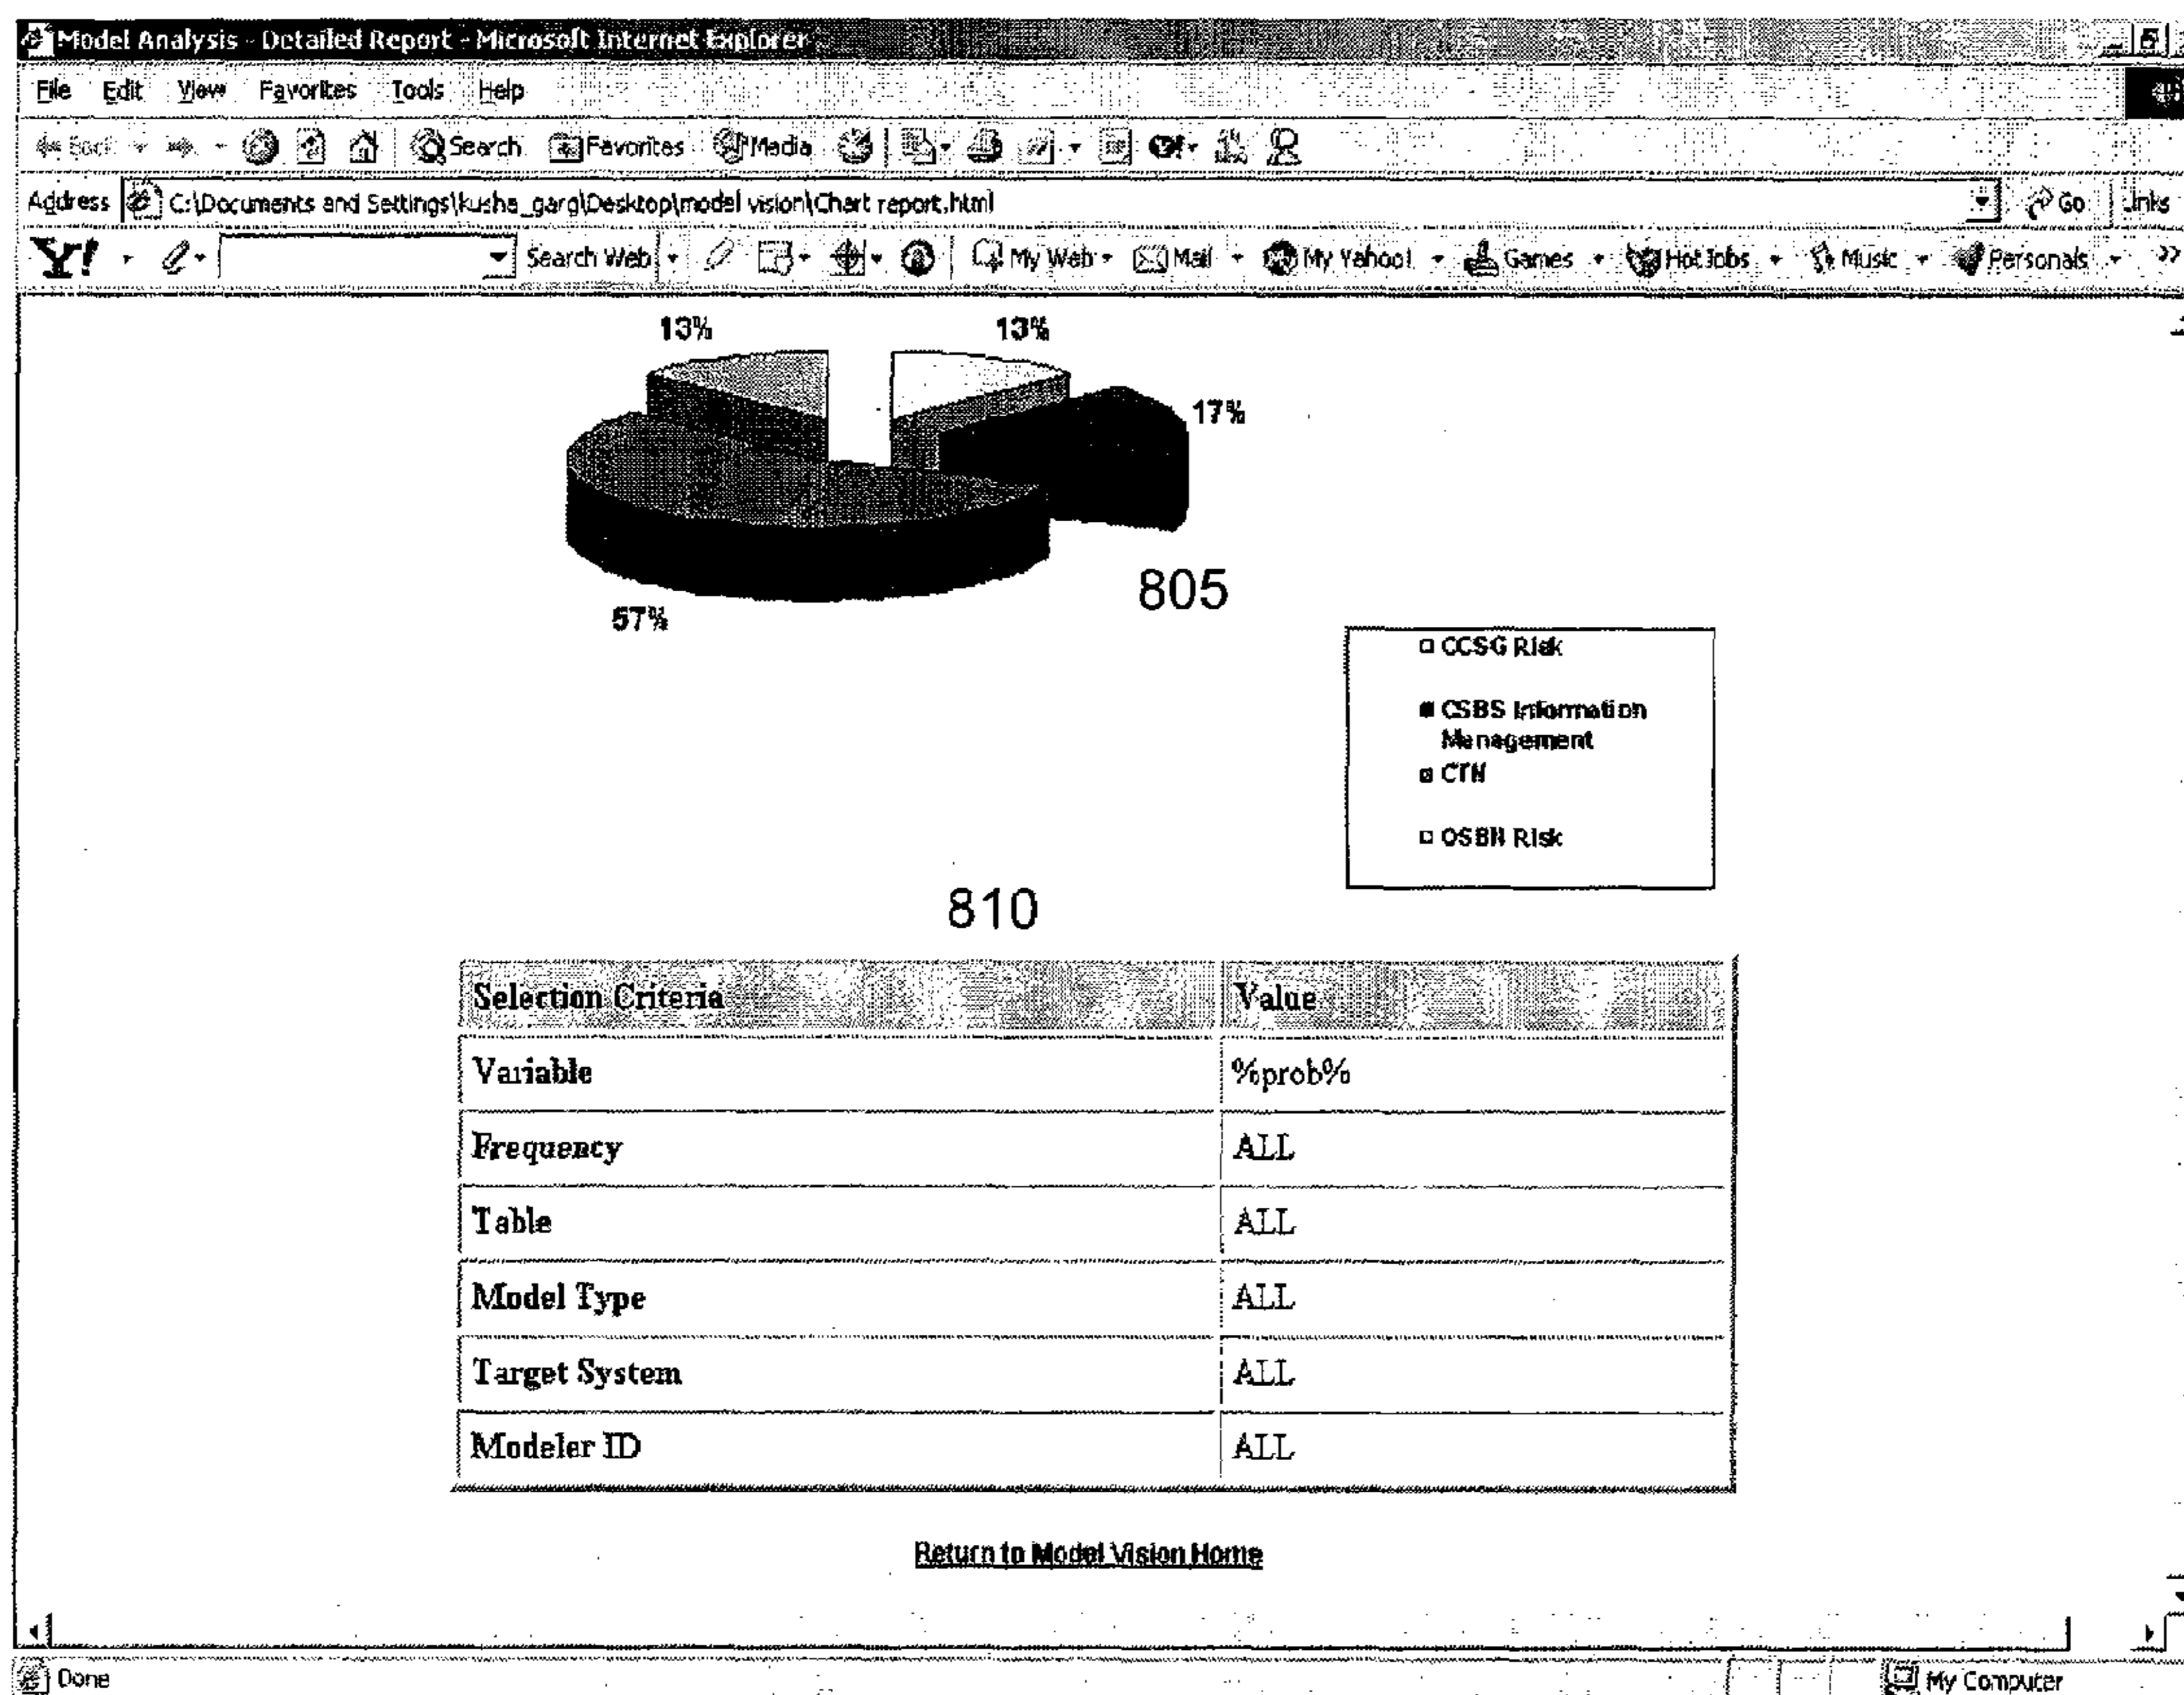 Model Analysis - Detailed Report - Microsoft Internet Explorer
File Edit View Favorites Tools Help
Back Search Favorites Media
Address C:\Documents and Settings\kusha_garg\Desktop\model vision\Chart report.html Go Links
Y! Search Web My Web Mail My Yahoo! Games HotJobs Music Personals >>
13% 13%
17%
57%
805
CCSG Risk
CSBS Information
Management
CTN
OSBN Risk
810
Selection Criteria Value
Variable %prob%
Frequency ALL
Table ALL
Model Type ALL
Target System ALL
Modeler ID ALL
Return to Model Vision Home
Done My Computer